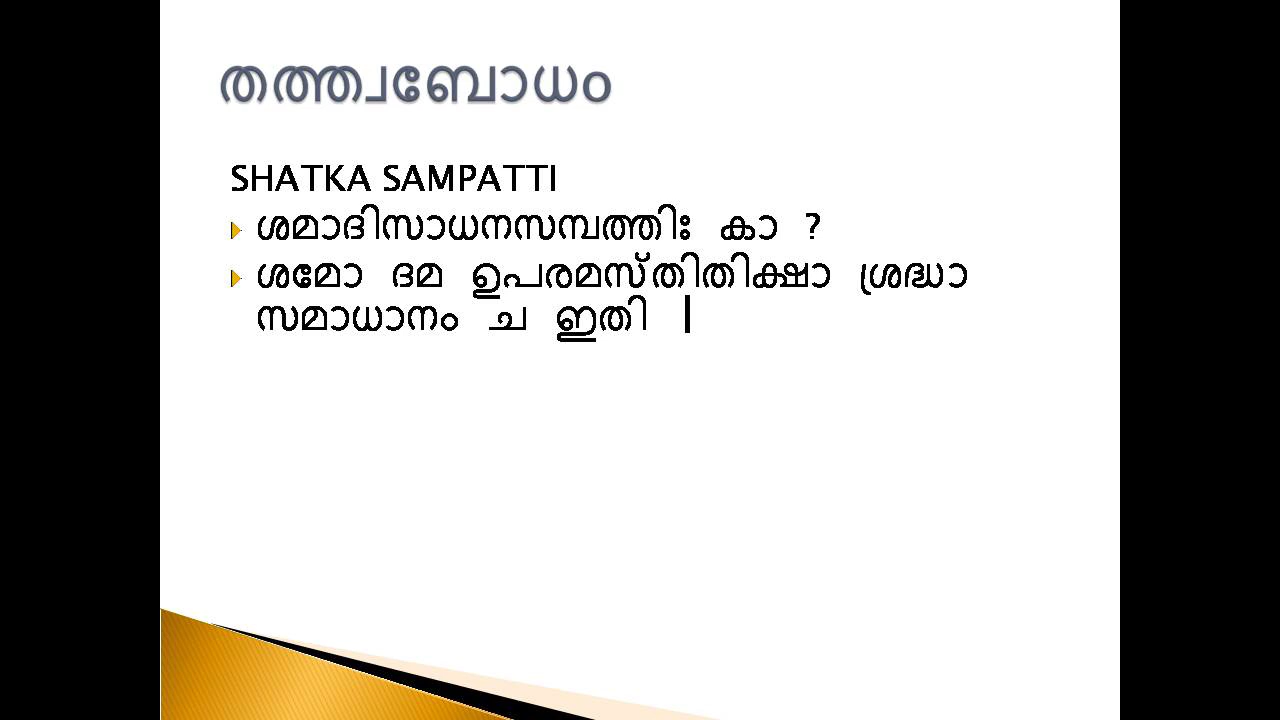 തത്ത്വബോധം
SHATKA SAMPATTI
ശമാദിസാധനസമ്പത്തിഃ കാ ?
ശമോ ദമ ഉപരമസ്തിതിക്ഷാ ശ്രദ്ധാ
സമാധാനം ച ഇതി |